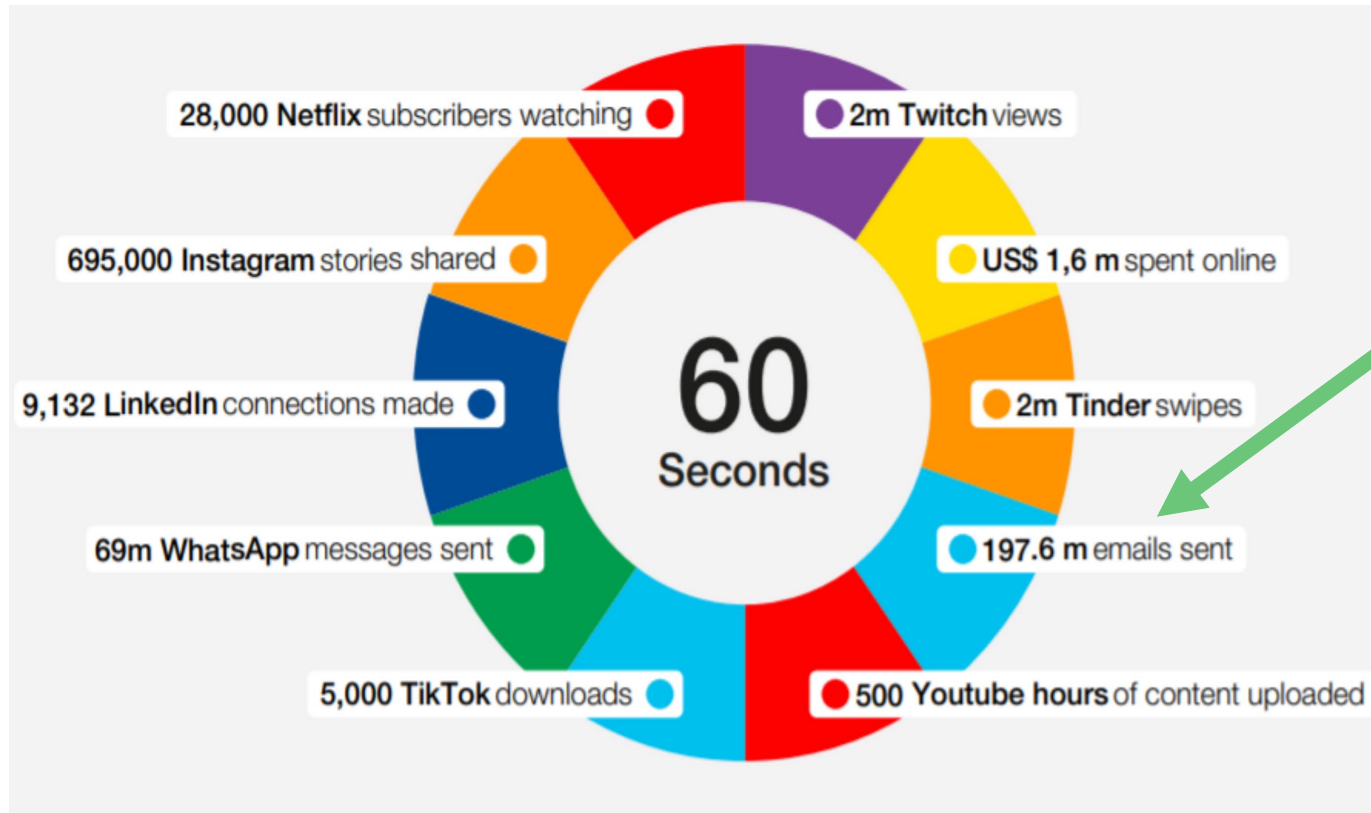 28,000 Netflix subscribers watching
2m Twitch views
695,000 Instagram stories shared
US$ 1,6 m spent online
60
Seconds
9,132 LinkedIn connections made
2m Tinder swipes
69m WhatsApp messages sent
197.6 m emails sent
5,000 TikTok downloads
500 Youtube hours of content uploaded